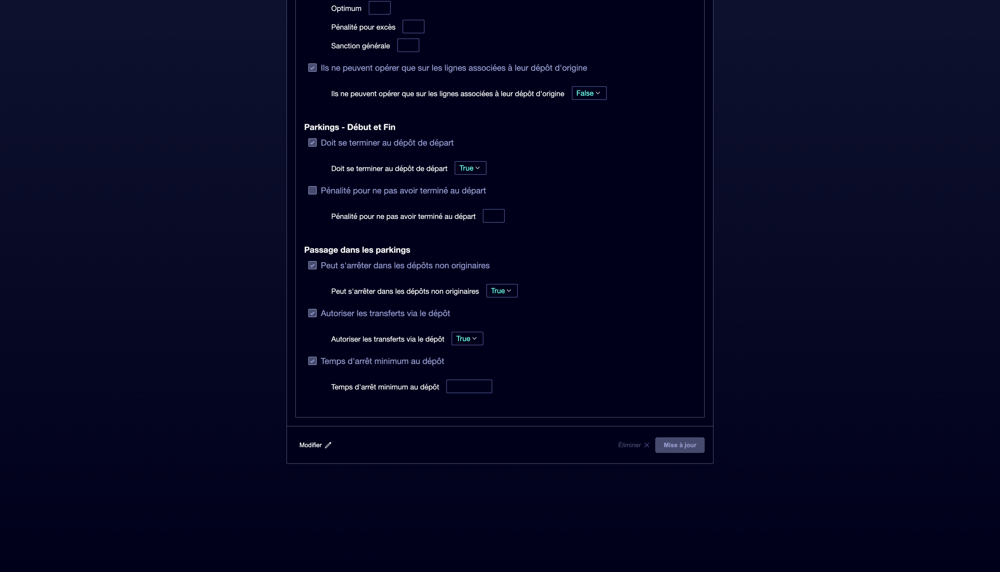 Optimum
Pénalité pour excès
Sanction générale
Ils ne peuvent opérer que sur les lignes associées à leur dépôt d'origine
Ils ne peuvent opérer que sur les lignes associées à leur dépôt d'origine False
Parkings - Début et Fin
Doit se terminer au dépôt de départ
Doit se terminer au dépôt de départ True
Pénalité pour ne pas avoir terminé au départ
Pénalité pour ne pas avoir terminé au départ
Passage dans les parkings
Peut s'arrêter dans les dépôts non originaires
Peut s'arrêter dans les dépôts non originaires True
Autoriser les transferts via le dépôt
Autoriser les transferts via le dépôt True
Temps d'arrêt minimum au dépôt
Temps d'arrêt minimum au dépôt
Modifier Éliminer Mise à jour